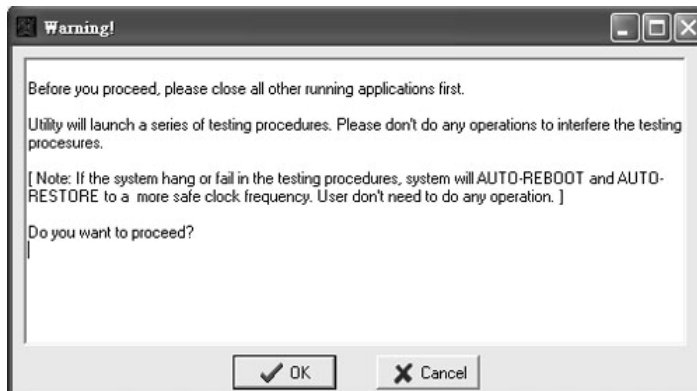 Warning!
Before you proceed, please close all other running applications first.
Utility will launch a series of testing procedures. Please don't do any operations to interfere the testing
procesures.
[ Note: If the system hang or fail in the testing procedures, system will AUTO-REBOOT and AUTO-
RESTORE to a more safe clock frequency. User don't need to do any operation. ]
Do you want to proceed?
OK
Cancel